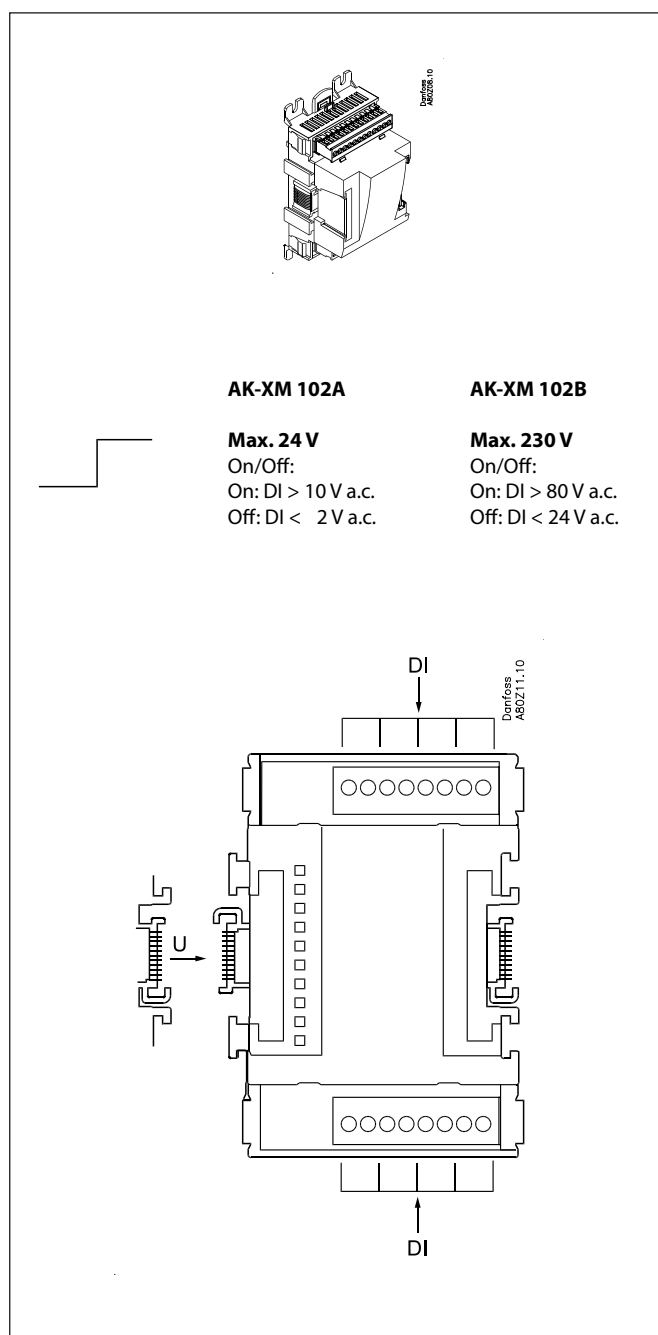 Danfoss
A80Z08.10
AK-XM 102A
Max. 24 V
On/Off:
On: DI > 10 V a.c.
Off: DI < 2 V a.c.
AK-XM 102B
Max. 230 V
On/Off:
On: DI > 80 V a.c.
Off: DI < 24 V a.c.
DI
Danfoss
A80Z11.10
U
DI